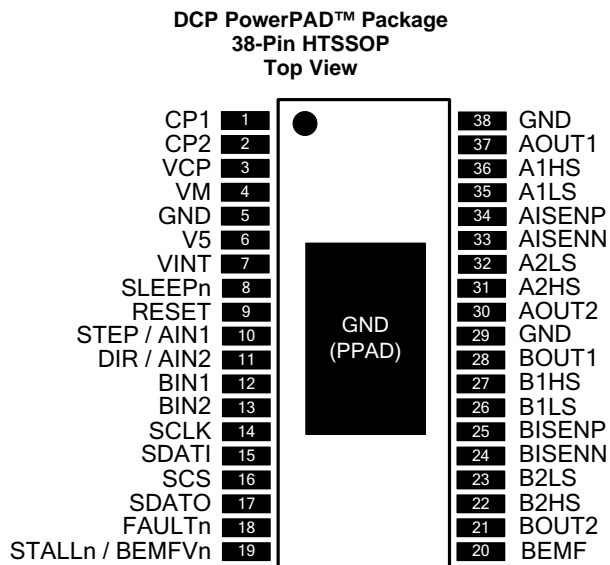 DCP PowerPAD™ Package
38-Pin HTSSOP
Top View
CP1 1 38 GND
CP2 2 37 AOUT1
VCP 3 36 A1HS
VM 4 35 A1LS
GND 5 34 AISENP
V5 6 33 AISENN
VINT 7 32 A2LS
SLEEPn 8 31 A2HS
RESET 9 30 AOUT2
STEP / AIN1 10 29 GND
DIR / AIN2 11 28 BOUT1
BIN1 12 27 B1HS
BIN2 13 26 B1LS
SCLK 14 25 BISENP
SDATI 15 24 BISENN
SCS 16 23 B2LS
SDATO 17 22 B2HS
FAULTn 18 21 BOUT2
STALLn / BEMFVn 19 20 BEMF
GND
(PPAD)